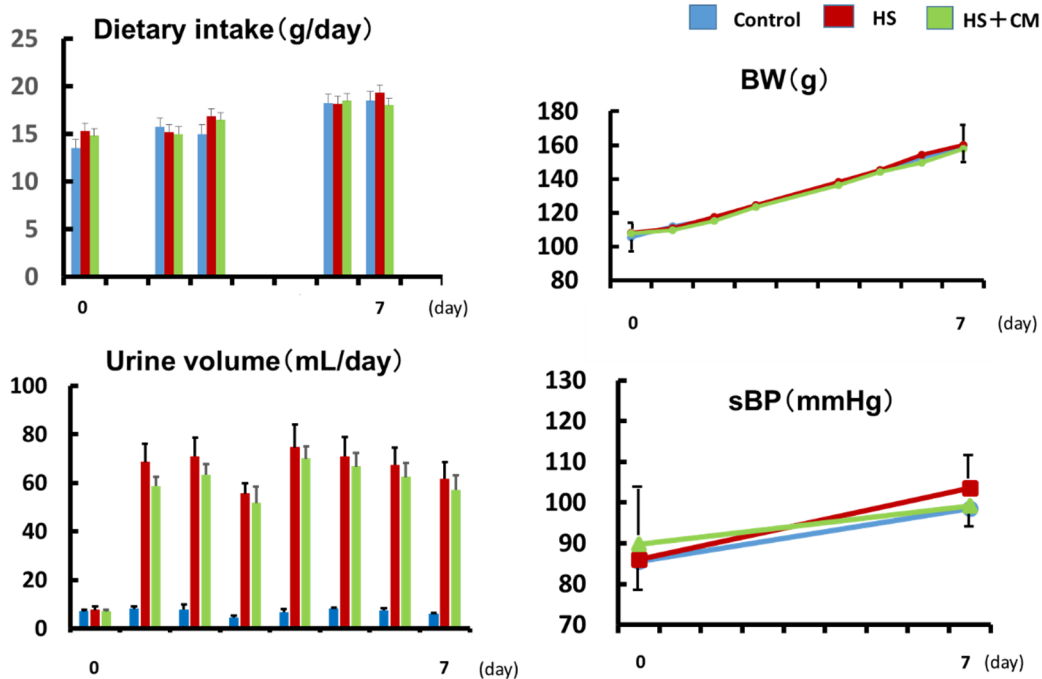 Control HS HS＋CM
Dietary intake（g/day）
25
20
15
10
5
0
0 7 (day)
BW（g）
180
160
140
120
100
80
0 7 (day)
Urine volume（mL/day）
100
80
60
40
20
0
0 7 (day)
sBP（mmHg）
130
120
110
100
90
80
70
0 7 (day)